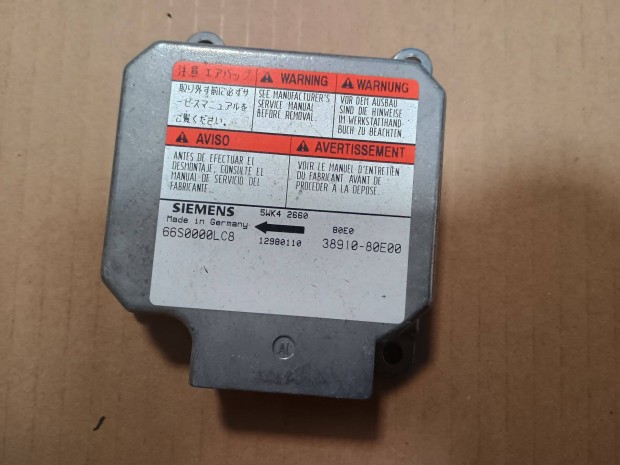 注意 エアバッグ
取り外す前に必ずサ
ービスマニュアルを
ご覧ください。
WARNING
SEE MANUFACTURER'S
SERVICE MANUAL
BEFORE REMOVAL.
WARNUNG
VOR DEM AUSBAU
SIND DIE HINWEISE
IM WERKSTATTHAND-
BUCH ZU BEACHTEN.
AVISO
ANTES DE EFECTUAR EL
DESMONTAJE, CONSULTE EL
MANUAL DE SERVICIO DEL
FABRICANTE.
AVERTISSEMENT
VOIR LE MANUEL D'ENTRETIEN
DU FABRICANT AVANT DE
PROCEDER A LA DEPOSE.
SIEMENS 5WK4 2660
Made in Germany 80E0
66S0000LC8 12980110 38910-80E00
Al